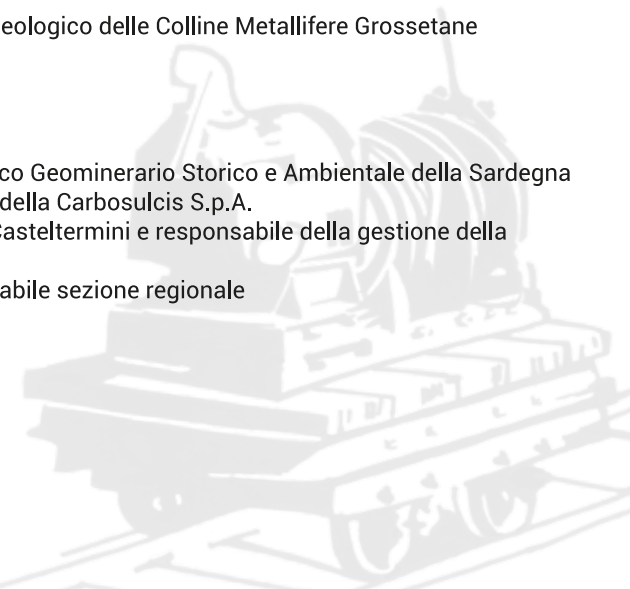 eologico delle Colline Metallifere Grossetane
co Geominerario Storico e Ambientale della Sardegna
della Carbosulcis S.p.A.
Casteltermini e responsabile della gestione della
abile sezione regionale